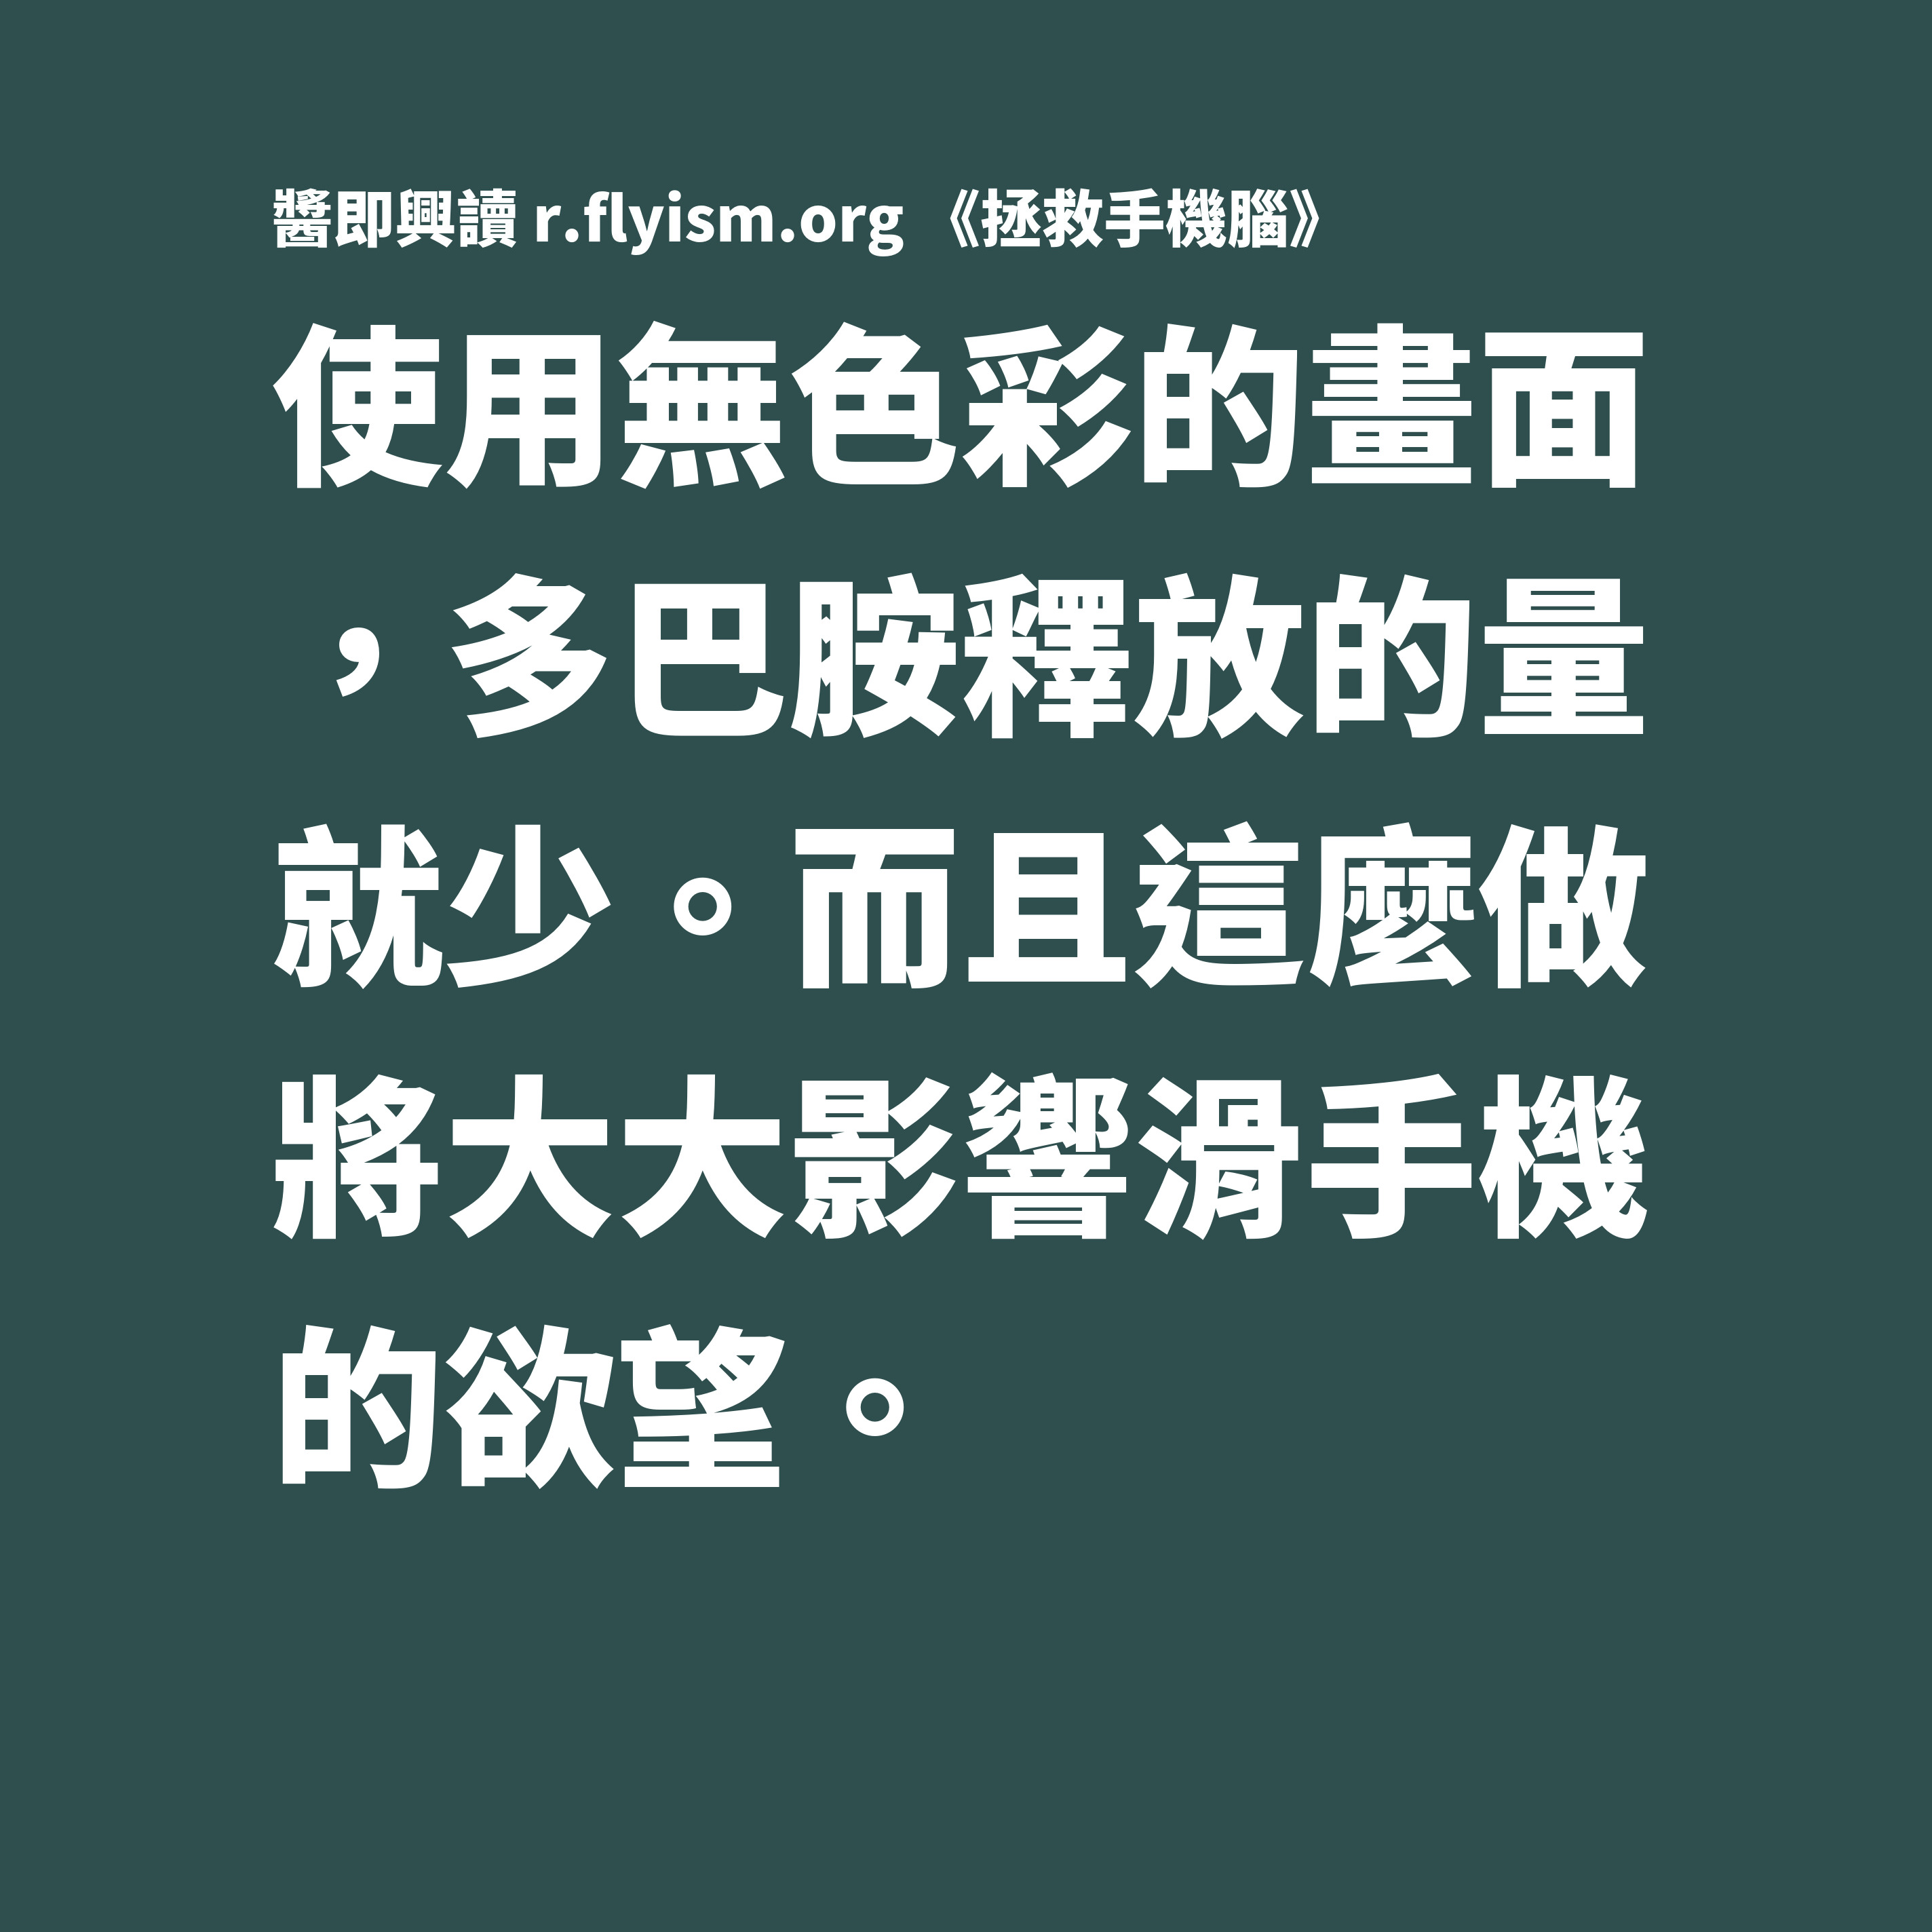 點即閱讀 r.flyism.org 《拯救手機腦》
使用無色彩的畫面
，多巴胺釋放的量
就少。而且這麼做
將大大影響滑手機
的欲望。